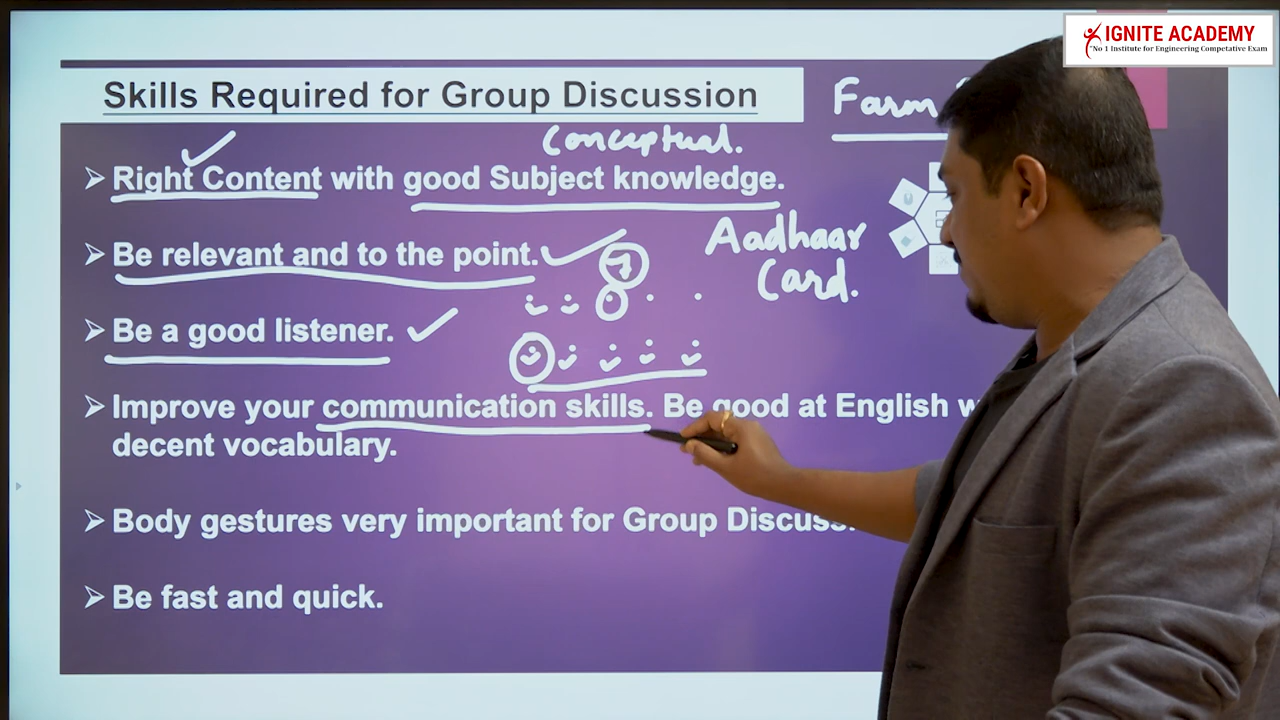 IGNITE ACADEMY
"No 1 Institute for Engineering Competative Exam
Skills Required for Group Discussion
Farm
Conceptual.
➢ Right Content with good Subject knowledge.
Aadhaar
Card.
➢ Be relevant and to the point.
➢ Be a good listener.
➢ Improve your communication skills. Be good at English
decent vocabulary.
➢ Body gestures very important for Group
➢ Be fast and quick.